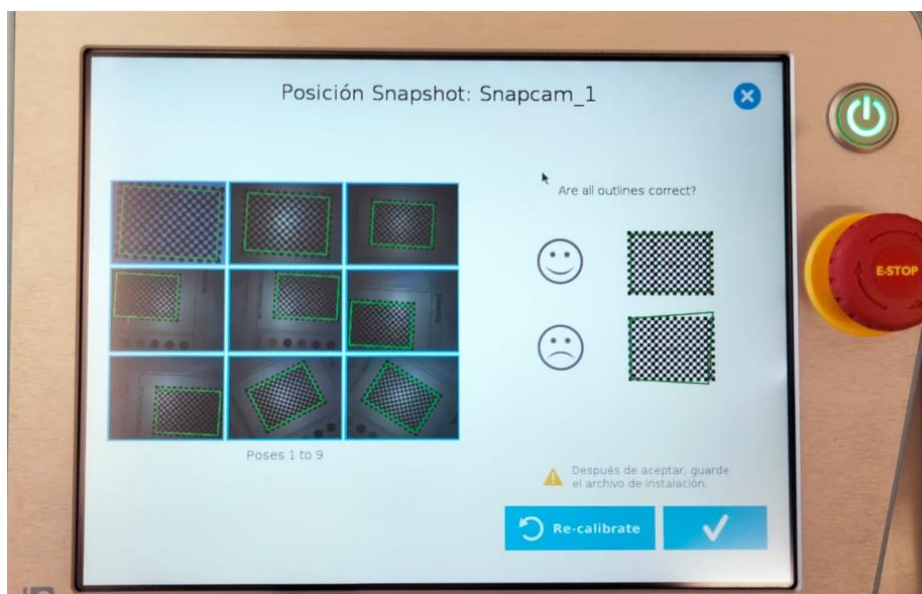 Posición Snapshot: Snapcam_1
Are all outlines correct?
E-STOP
Poses 1 to 9
Después de aceptar, guarde
el archivo de instalación.
Re-calibrate